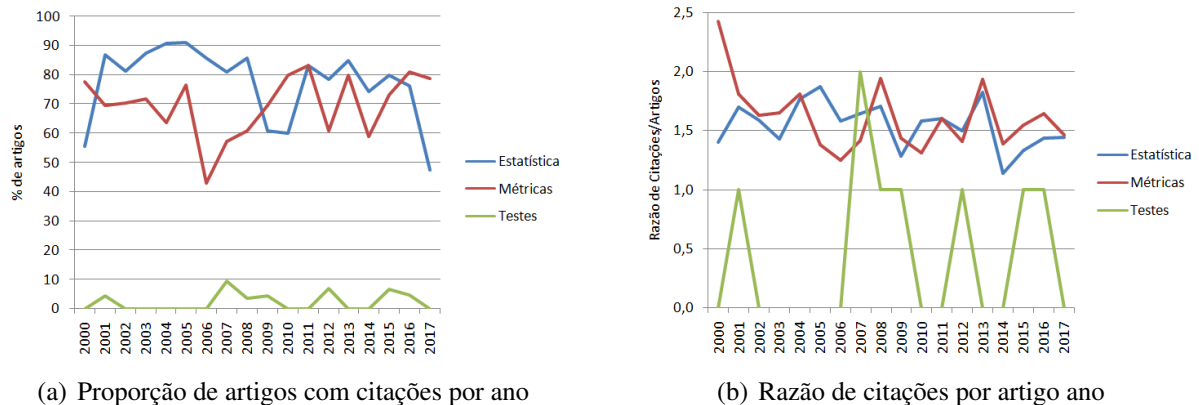 100
90
80
70
60
50
40
30
20
10
0
% de artigos
2000 2001 2002 2003 2004 2005 2006 2007 2008 2009 2010 2011 2012 2013 2014 2015 2016 2017
Estatística
Métricas
Testes
(a) Proporção de artigos com citações por ano
2,5
2,0
1,5
1,0
0,5
0,0
Razão de Citações/Artigos
2000 2001 2002 2003 2004 2005 2006 2007 2008 2009 2010 2011 2012 2013 2014 2015 2016 2017
Estatística
Métricas
Testes
(b) Razão de citações por artigo ano